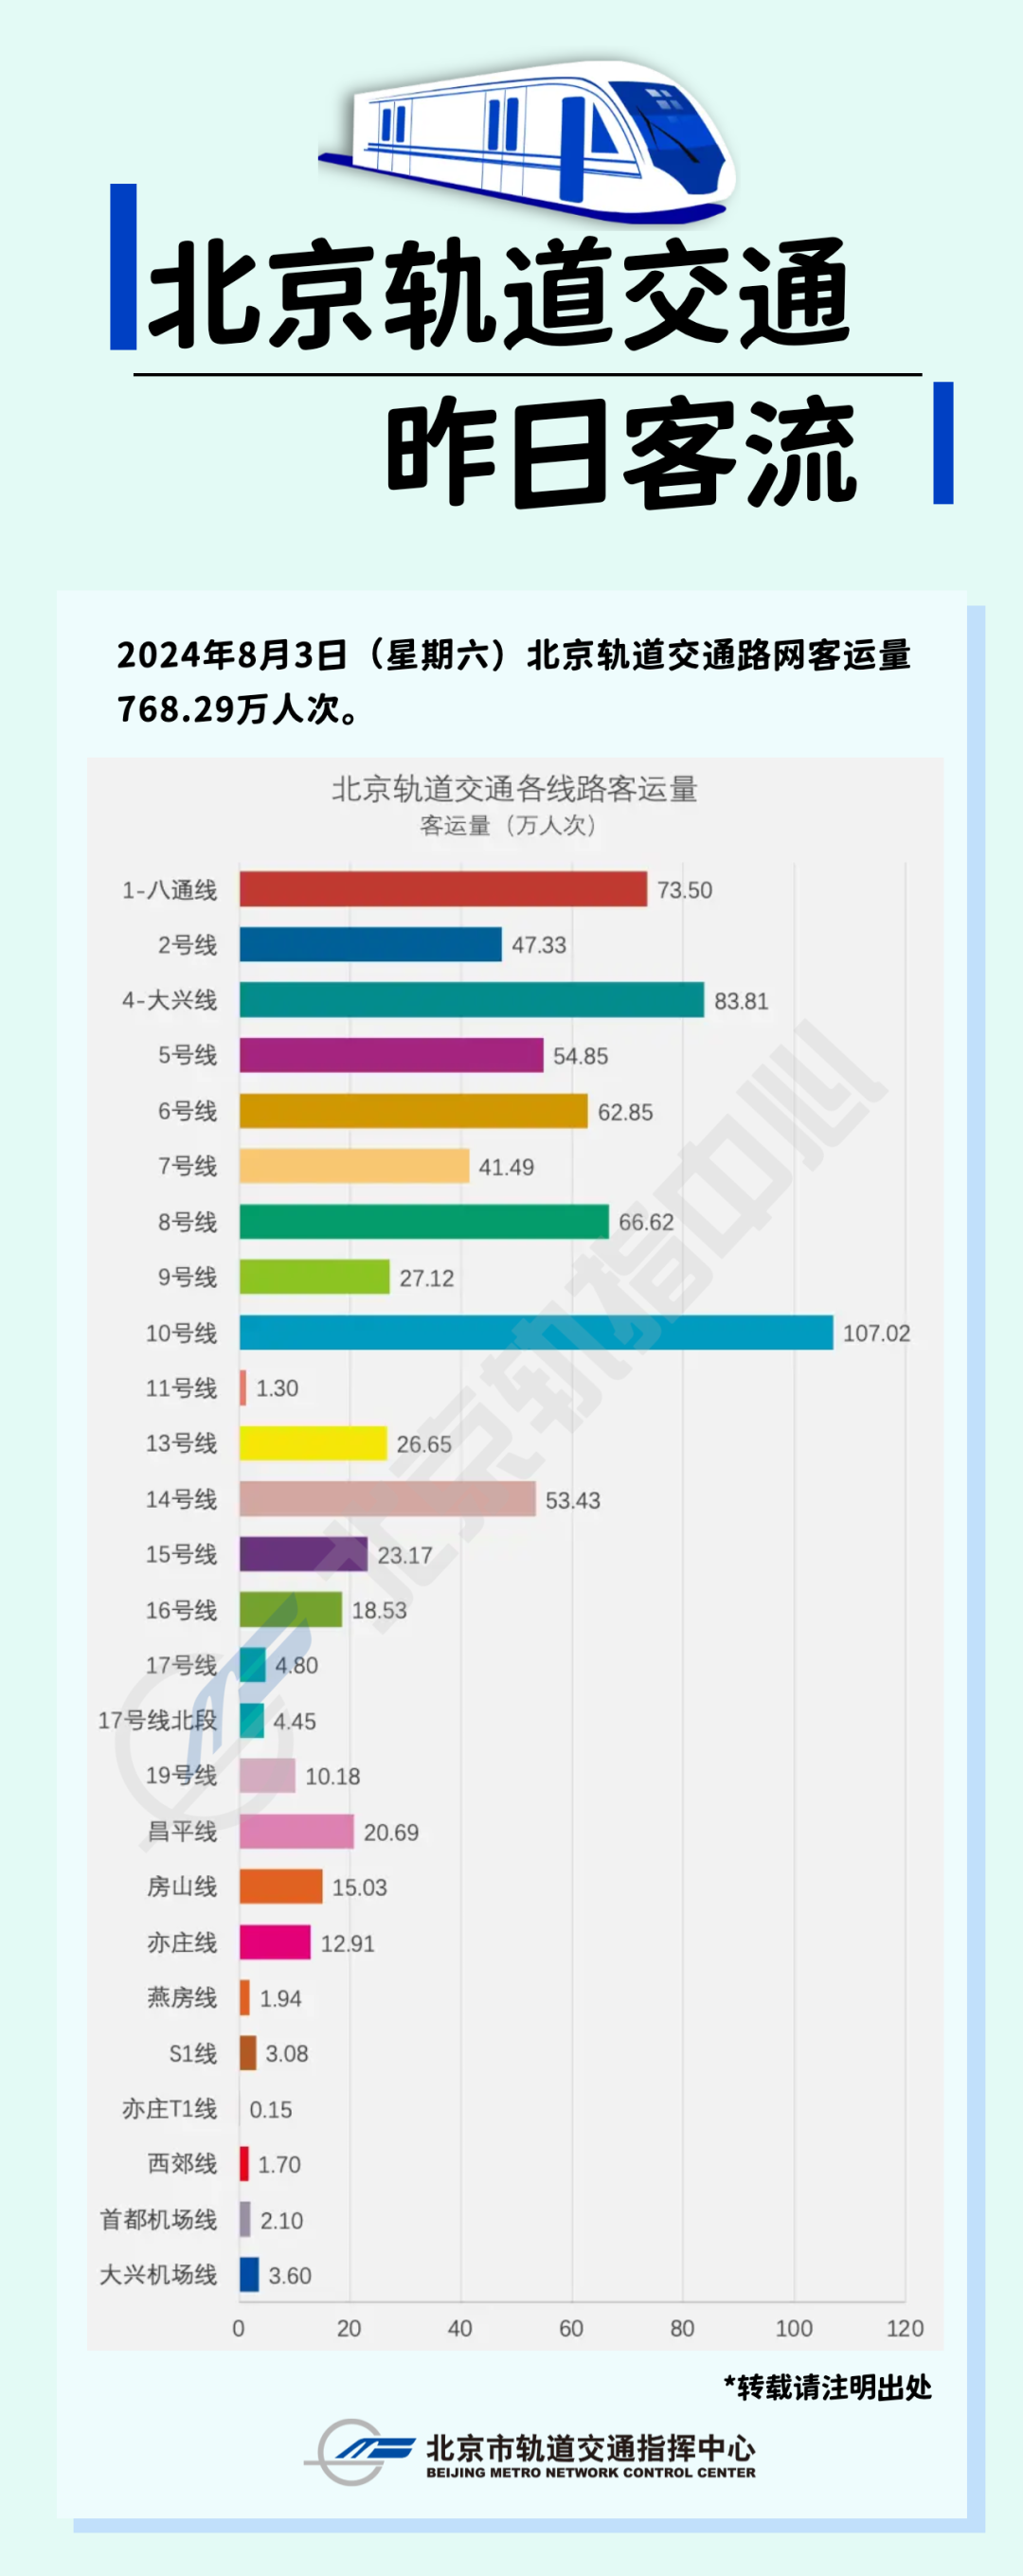 北京轨道交通
昨日客流
2024年8月3日（星期六）北京轨道交通路网客运量
768.29万人次。
北京轨道交通各线路客运量
客运量（万人次）
1-八通线 73.50
2号线 47.33
4-大兴线 83.81
5号线 54.85
6号线 62.85
7号线 41.49
8号线 66.62
9号线 27.12
10号线 107.02
11号线 1.30
13号线 26.65
14号线 53.43
15号线 23.17
16号线 18.53
17号线 4.80
17号线北段 4.45
19号线 10.18
昌平线 20.69
房山线 15.03
亦庄线 12.91
燕房线 1.94
S1线 3.08
亦庄T1线 0.15
西郊线 1.70
首都机场线 2.10
大兴机场线 3.60
0 20 40 60 80 100 120
北京轨指中心
*转载请注明出处
北京市轨道交通指挥中心
BEIJING METRO NETWORK CONTROL CENTER